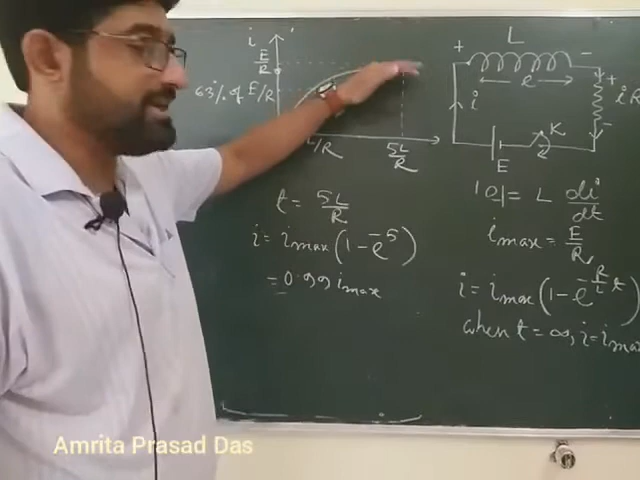 i
E/R
63% of E/R
L/R
5L/R
t = 5L/R
i = imax(1 - e^-5)
= 0.99 imax
+ L -
e
i
+
iR
-
E
K
|e| = L di/dt
imax = E/R
i = imax(1 - e^-R/L t)
when t = ∞, i = imax
Amrita Prasad Das